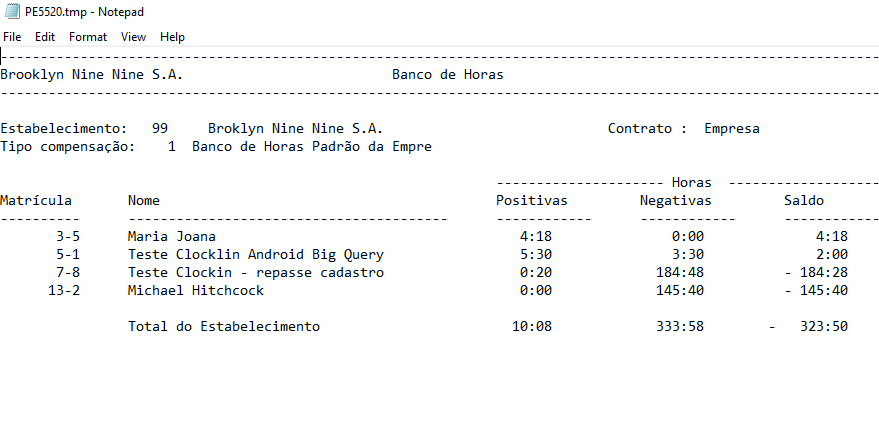 PE5520.tmp - Notepad
File Edit Format View Help
--------------------------------------------------------------------------------------------------------------
Brooklyn Nine Nine S.A. Banco de Horas
--------------------------------------------------------------------------------------------------------------
Estabelecimento: 99 Broklyn Nine Nine S.A. Contrato : Empresa
Tipo compensação: 1 Banco de Horas Padrão da Empre
--------------------- Horas -------------------
Matrícula Nome Positivas Negativas Saldo
---------- ---------------------------------------- ------------ ------------ ------------
3-5 Maria Joana 4:18 0:00 4:18
5-1 Teste Clocklin Android Big Query 5:30 3:30 2:00
7-8 Teste Clockin - repasse cadastro 0:20 184:48 - 184:28
13-2 Michael Hitchcock 0:00 145:40 - 145:40
Total do Estabelecimento 10:08 333:58 - 323:50